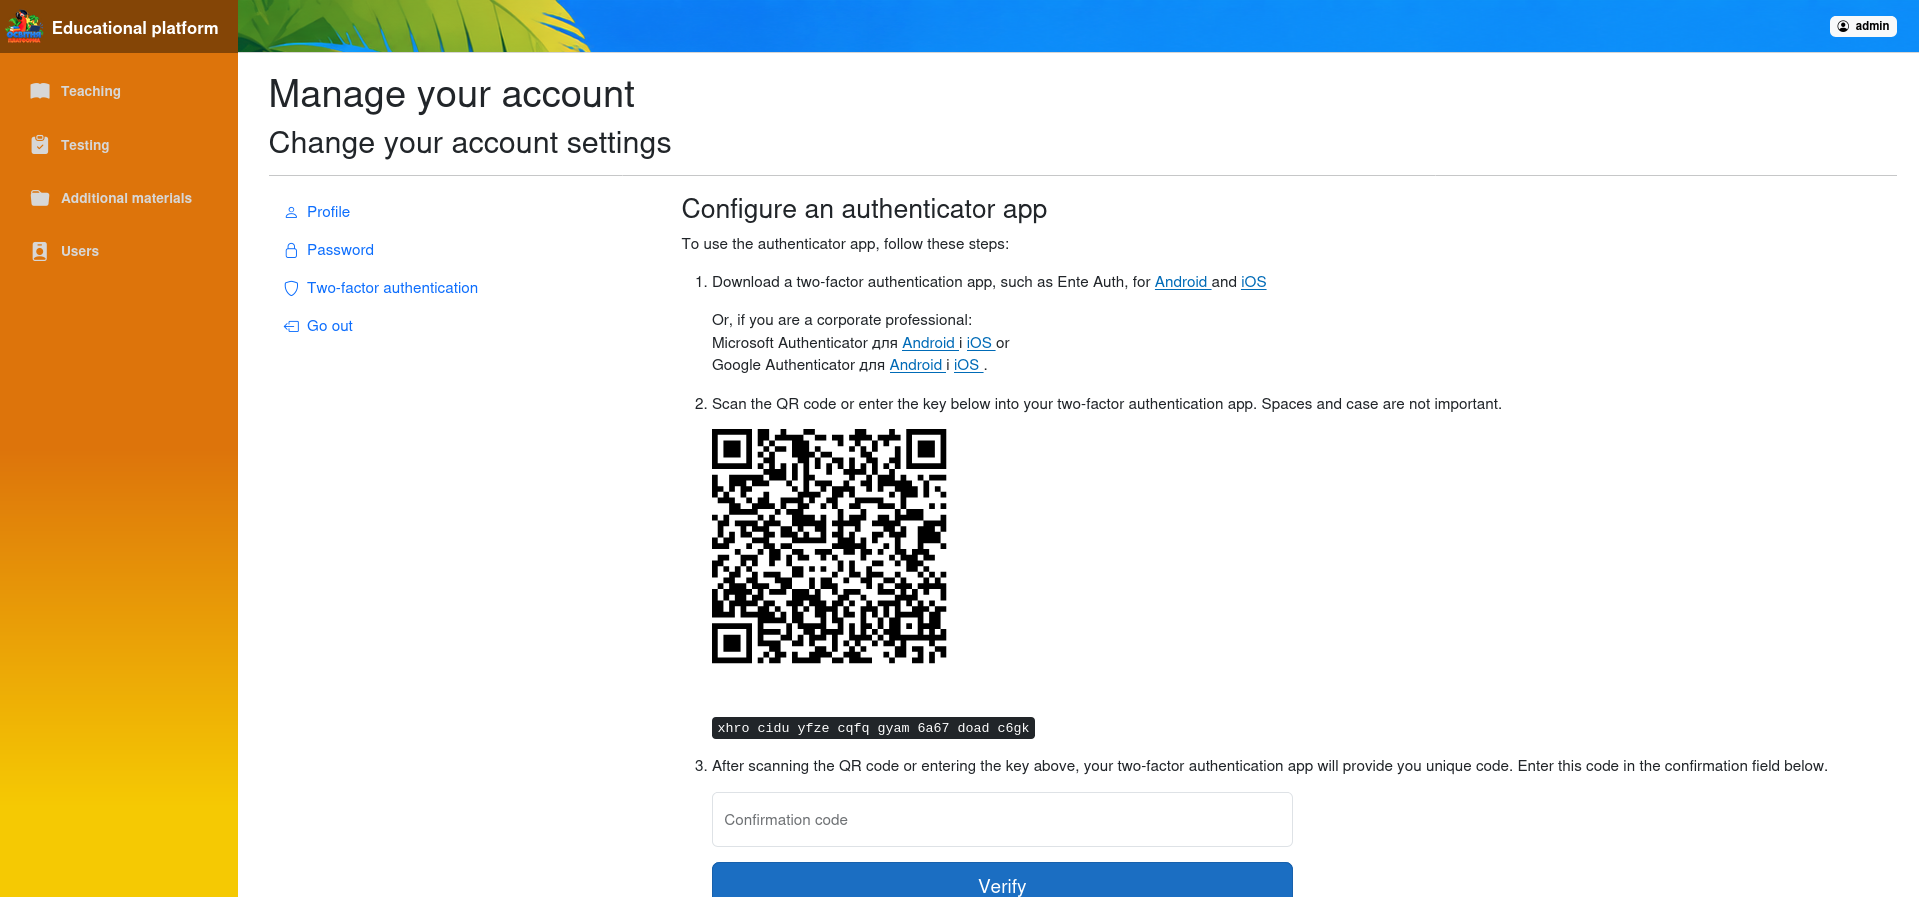 Educational platform
admin
Teaching
Testing
Additional materials
Users
Manage your account
Change your account settings
Profile
Password
Two-factor authentication
Go out
Configure an authenticator app
To use the authenticator app, follow these steps:
1. Download a two-factor authentication app, such as Ente Auth, for Android and iOS
Or, if you are a corporate professional:
Microsoft Authenticator для Android і iOS or
Google Authenticator для Android і iOS .
2. Scan the QR code or enter the key below into your two-factor authentication app. Spaces and case are not important.
xhro cidu yfze cqfq gyam 6a67 doad c6gk
3. After scanning the QR code or entering the key above, your two-factor authentication app will provide you unique code. Enter this code in the confirmation field below.
Confirmation code
Verify